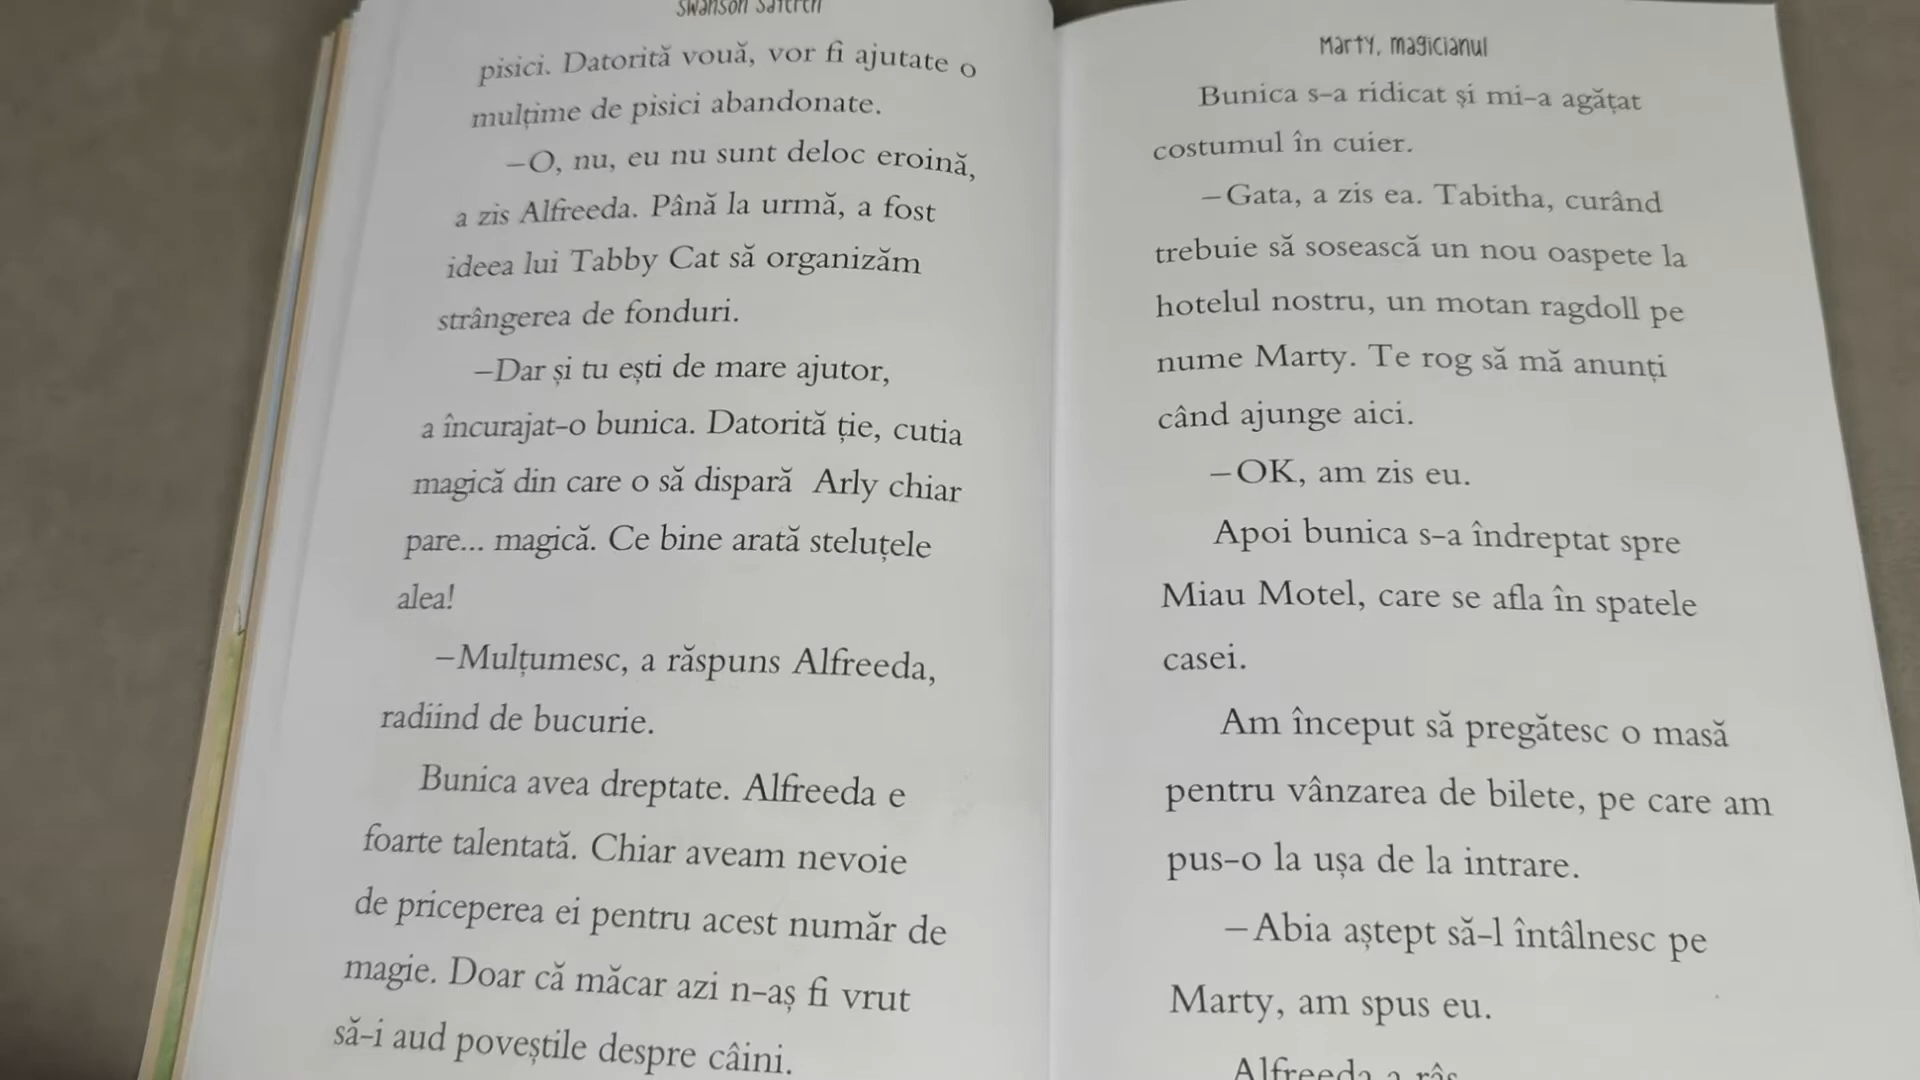 pisici. Datorită vouă, vor fi ajutate o
mulțime de pisici abandonate.
–O, nu, eu nu sunt deloc eroină,
a zis Alfreeda. Până la urmă, a fost
ideea lui Tabby Cat să organizăm
strângerea de fonduri.
–Dar și tu ești de mare ajutor,
a încurajat-o bunica. Datorită ție, cutia
magică din care o să dispară Arly chiar
pare... magică. Ce bine arată steluțele
alea!
–Mulțumesc, a răspuns Alfreeda,
radiind de bucurie.
Bunica avea dreptate. Alfreeda e
foarte talentată. Chiar aveam nevoie
de priceperea ei pentru acest număr de
magie. Doar că măcar azi n-aș fi vrut
să-i aud poveștile despre câini.
Marty, magicianul
Bunica s-a ridicat și mi-a agățat
costumul în cuier.
–Gata, a zis ea. Tabitha, curând
trebuie să sosească un nou oaspete la
hotelul nostru, un motan ragdoll pe
nume Marty. Te rog să mă anunți
când ajunge aici.
–OK, am zis eu.
Apoi bunica s-a îndreptat spre
Miau Motel, care se afla în spatele
casei.
Am început să pregătesc o masă
pentru vânzarea de bilete, pe care am
pus-o la ușa de la intrare.
–Abia aștept să-l întâlnesc pe
Marty, am spus eu.
Alfreeda a râs